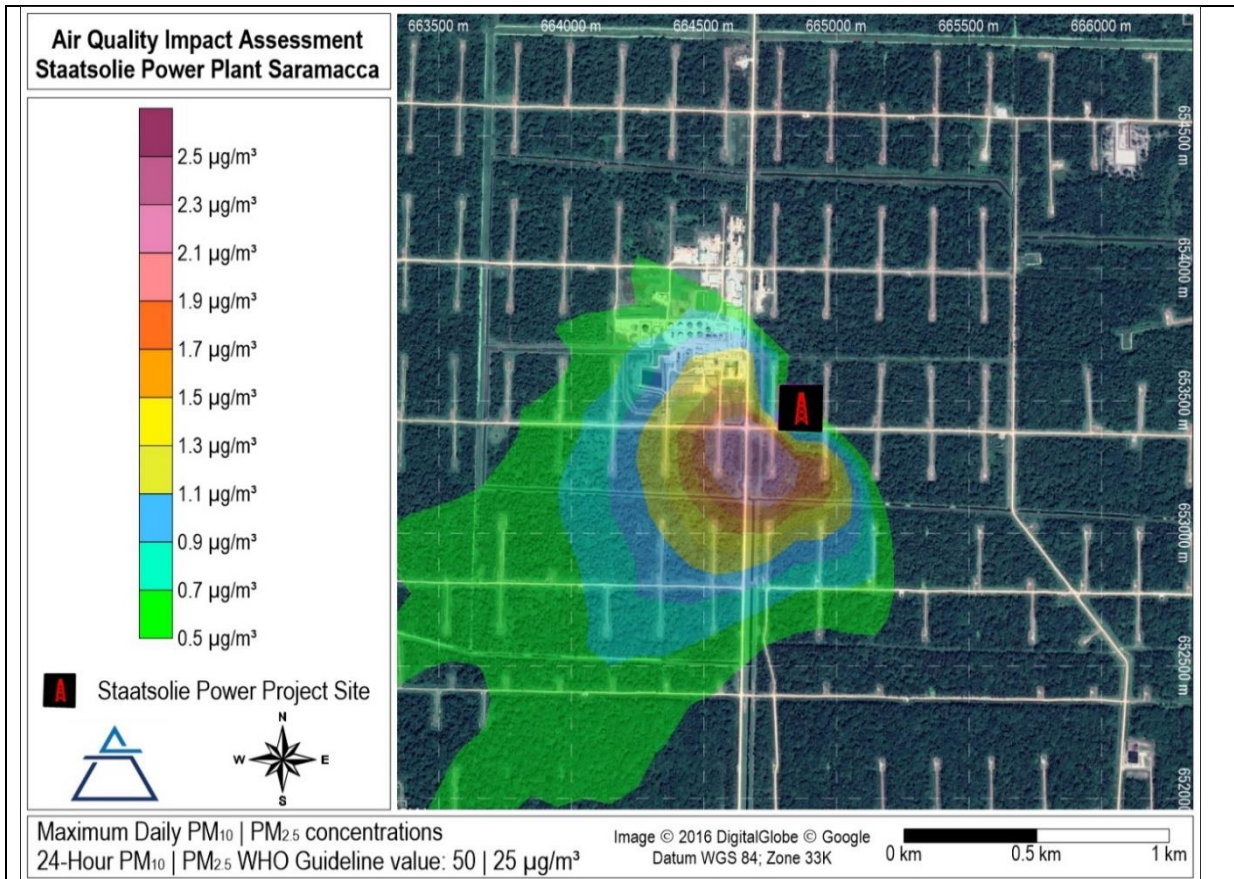 Air Quality Impact Assessment
Staatsolie Power Plant Saramacca
2.5 µg/m³
2.3 µg/m³
2.1 µg/m³
1.9 µg/m³
1.7 µg/m³
1.5 µg/m³
1.3 µg/m³
1.1 µg/m³
0.9 µg/m³
0.7 µg/m³
0.5 µg/m³
Staatsolie Power Project Site
N
W E
S
663500 m 664000 m 664500 m 665000 m 665500 m 666000 m
654500 m
654000 m
653500 m
653000 m
652500 m
652000
Maximum Daily PM₁₀ | PM₂.₅ concentrations
24-Hour PM₁₀ | PM₂.₅ WHO Guideline value: 50 | 25 µg/m³
Image © 2016 DigitalGlobe © Google
Datum WGS 84; Zone 33K
0 km 0.5 km 1 km